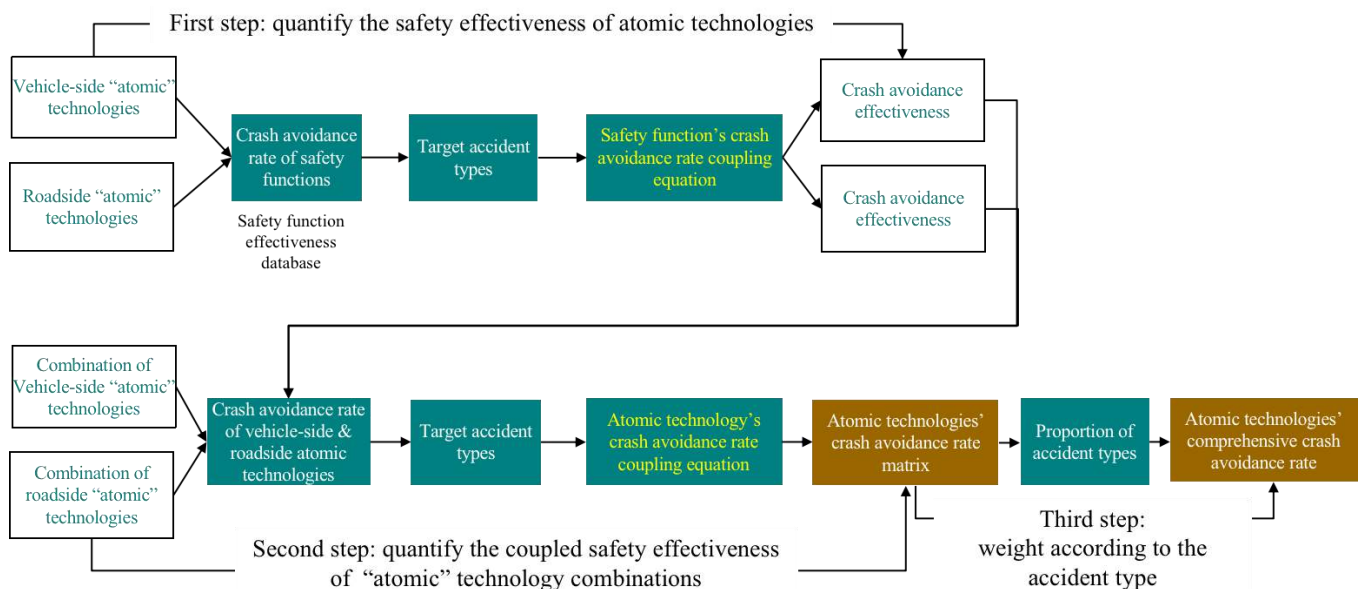 First step: quantify the safety effectiveness of atomic technologies
Vehicle-side “atomic”
technologies
Roadside “atomic”
technologies
Crash avoidance
rate of safety
functions
Safety function
effectiveness
database
Target accident
types
Safety function’s crash
avoidance rate coupling
equation
Crash avoidance
effectiveness
Crash avoidance
effectiveness
Combination of
Vehicle-side “atomic”
technologies
Combination of
roadside “atomic”
technologies
Crash avoidance rate
of vehicle-side &
roadside atomic
technologies
Target accident
types
Atomic technology’s
crash avoidance rate
coupling equation
Atomic technologies’
crash avoidance rate
matrix
Proportion of
accident types
Atomic technologies’
comprehensive crash
avoidance rate
Second step: quantify the coupled safety effectiveness
of “atomic” technology combinations
Third step:
weight according to the
accident type